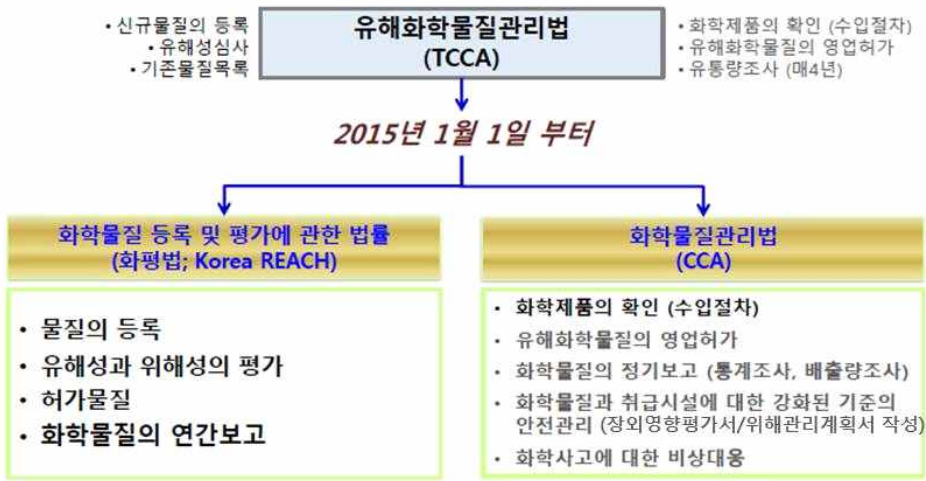 • 신규물질의 등록
• 유해성심사
• 기존물질목록
유해화학물질관리법
(TCCA)
• 화학제품의 확인 (수입절차)
• 유해화학물질의 영업허가
• 유통량조사 (매4년)
2015년 1월 1일 부터
화학물질 등록 및 평가에 관한 법률
(화평법; Korea REACH)
• 물질의 등록
• 유해성과 위해성의 평가
• 허가물질
• 화학물질의 연간보고
화학물질관리법
(CCA)
• 화학제품의 확인 (수입절차)
• 유해화학물질의 영업허가
• 화학물질의 정기보고 (통계조사, 배출량조사)
• 화학물질과 취급시설에 대한 강화된 기준의
안전관리 (장외영향평가서/위해관리계획서 작성)
• 화학사고에 대한 비상대응